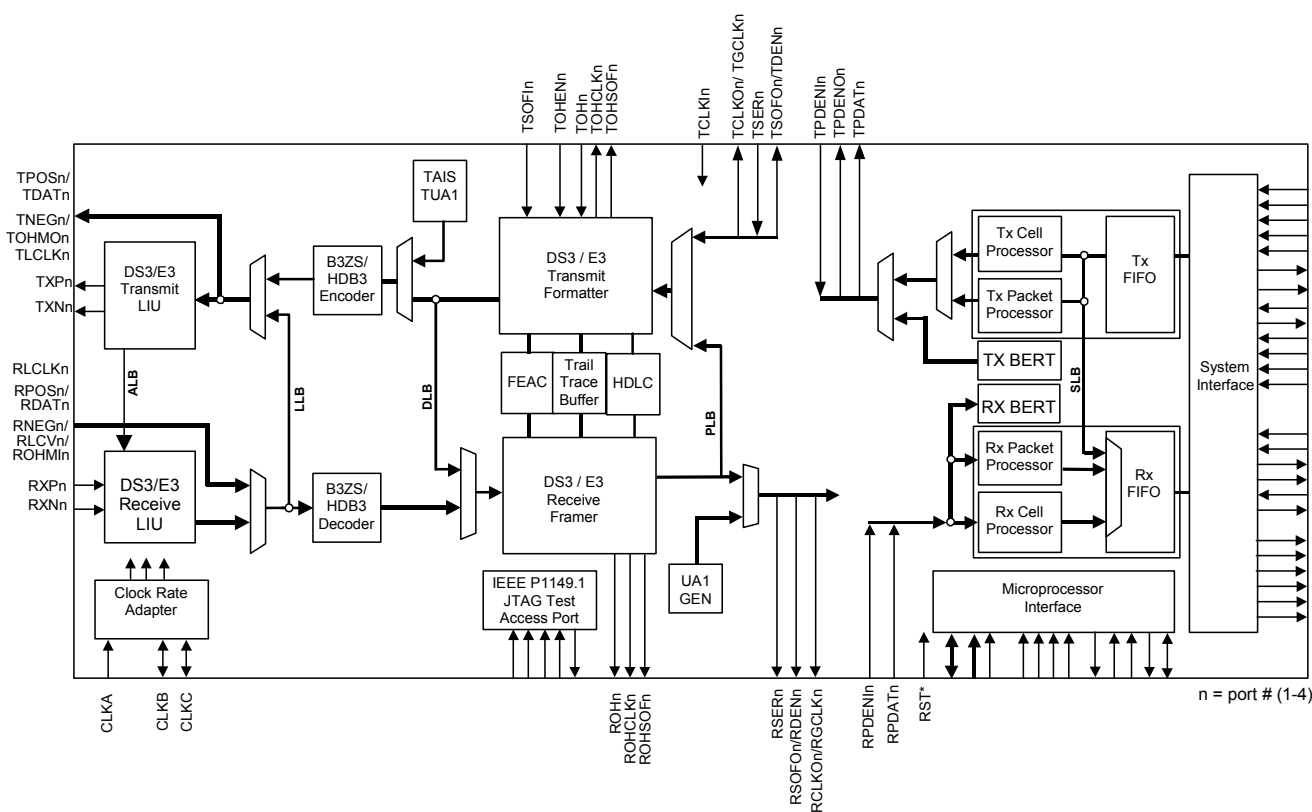 TSOFIn
TOHENn
TOHn
TOHCLKn
TOHSOFn
TCLKIn
TCLKOn/ TGCLKn
TSERn
TSOFOn/TDENn
TPDENIn
TPDENOn
TPDATn
TPOSn/
TDATn
TNEGn/
TOHMOn
TLCLKn
TXPn
TXNn
RLCLKn
RPOSn/
RDATn
RNEGn/
RLCVn/
ROHMIn
RXPn
RXNn
DS3/E3
Transmit
LIU
ALB
DS3/E3
Receive
LIU
Clock Rate
Adapter
CLKA
CLKB
CLKC
LLB
TAIS
TUA1
B3ZS/
HDB3
Encoder
B3ZS/
HDB3
Decoder
DLB
DS3 / E3
Transmit
Formatter
FEAC
Trail
Trace
Buffer
HDLC
DS3 / E3
Receive
Framer
IEEE P1149.1
JTAG Test
Access Port
ROHn
ROHCLKn
ROHSOFn
PLB
UA1
GEN
RSERn
RSOFOn/RDENn
RCLKOn/RGCLKn
RPDENIn
RPDATn
RST*
Tx Cell
Processor
Tx Packet
Processor
Tx
FIFO
TX BERT
RX BERT
SLB
Rx Packet
Processor
Rx Cell
Processor
Rx
FIFO
Microprocessor
Interface
System
Interface
n = port # (1-4)